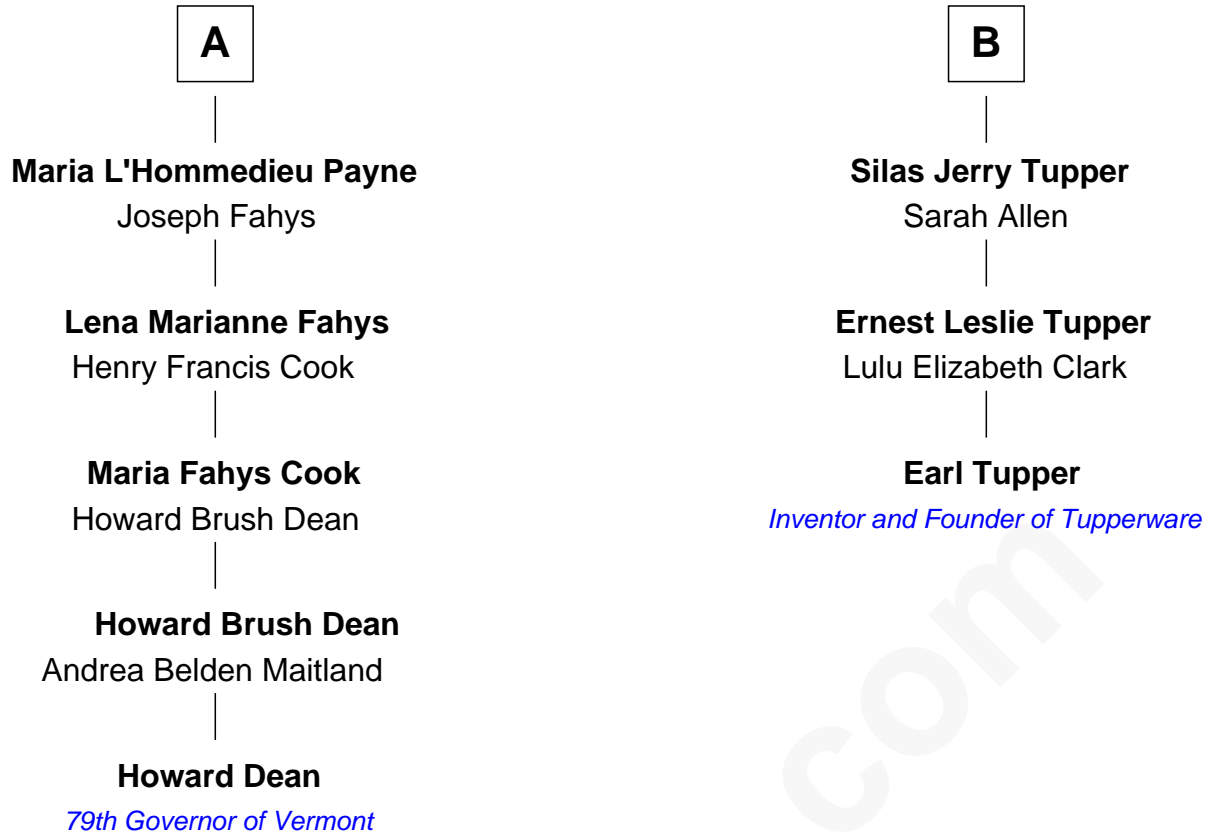 A
Maria L'Hommedieu Payne
Joseph Fahys
Lena Marianne Fahys
Henry Francis Cook
Maria Fahys Cook
Howard Brush Dean
Howard Brush Dean
Andrea Belden Maitland
Howard Dean
79th Governor of Vermont
B
Silas Jerry Tupper
Sarah Allen
Ernest Leslie Tupper
Lulu Elizabeth Clark
Earl Tupper
Inventor and Founder of Tupperware
com